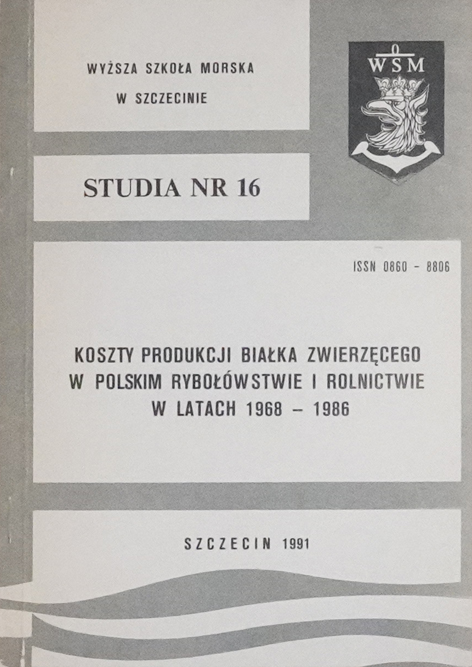 WYŻSZA SZKOŁA MORSKA
W SZCZECINIE
WSM
STUDIA NR 16
ISSN 0860 - 8806
KOSZTY PRODUKCJI BIAŁKA ZWIERZĘCEGO
W POLSKIM RYBOŁÓWSTWIE I ROLNICTWIE
W LATACH 1968 - 1986
SZCZECIN 1991